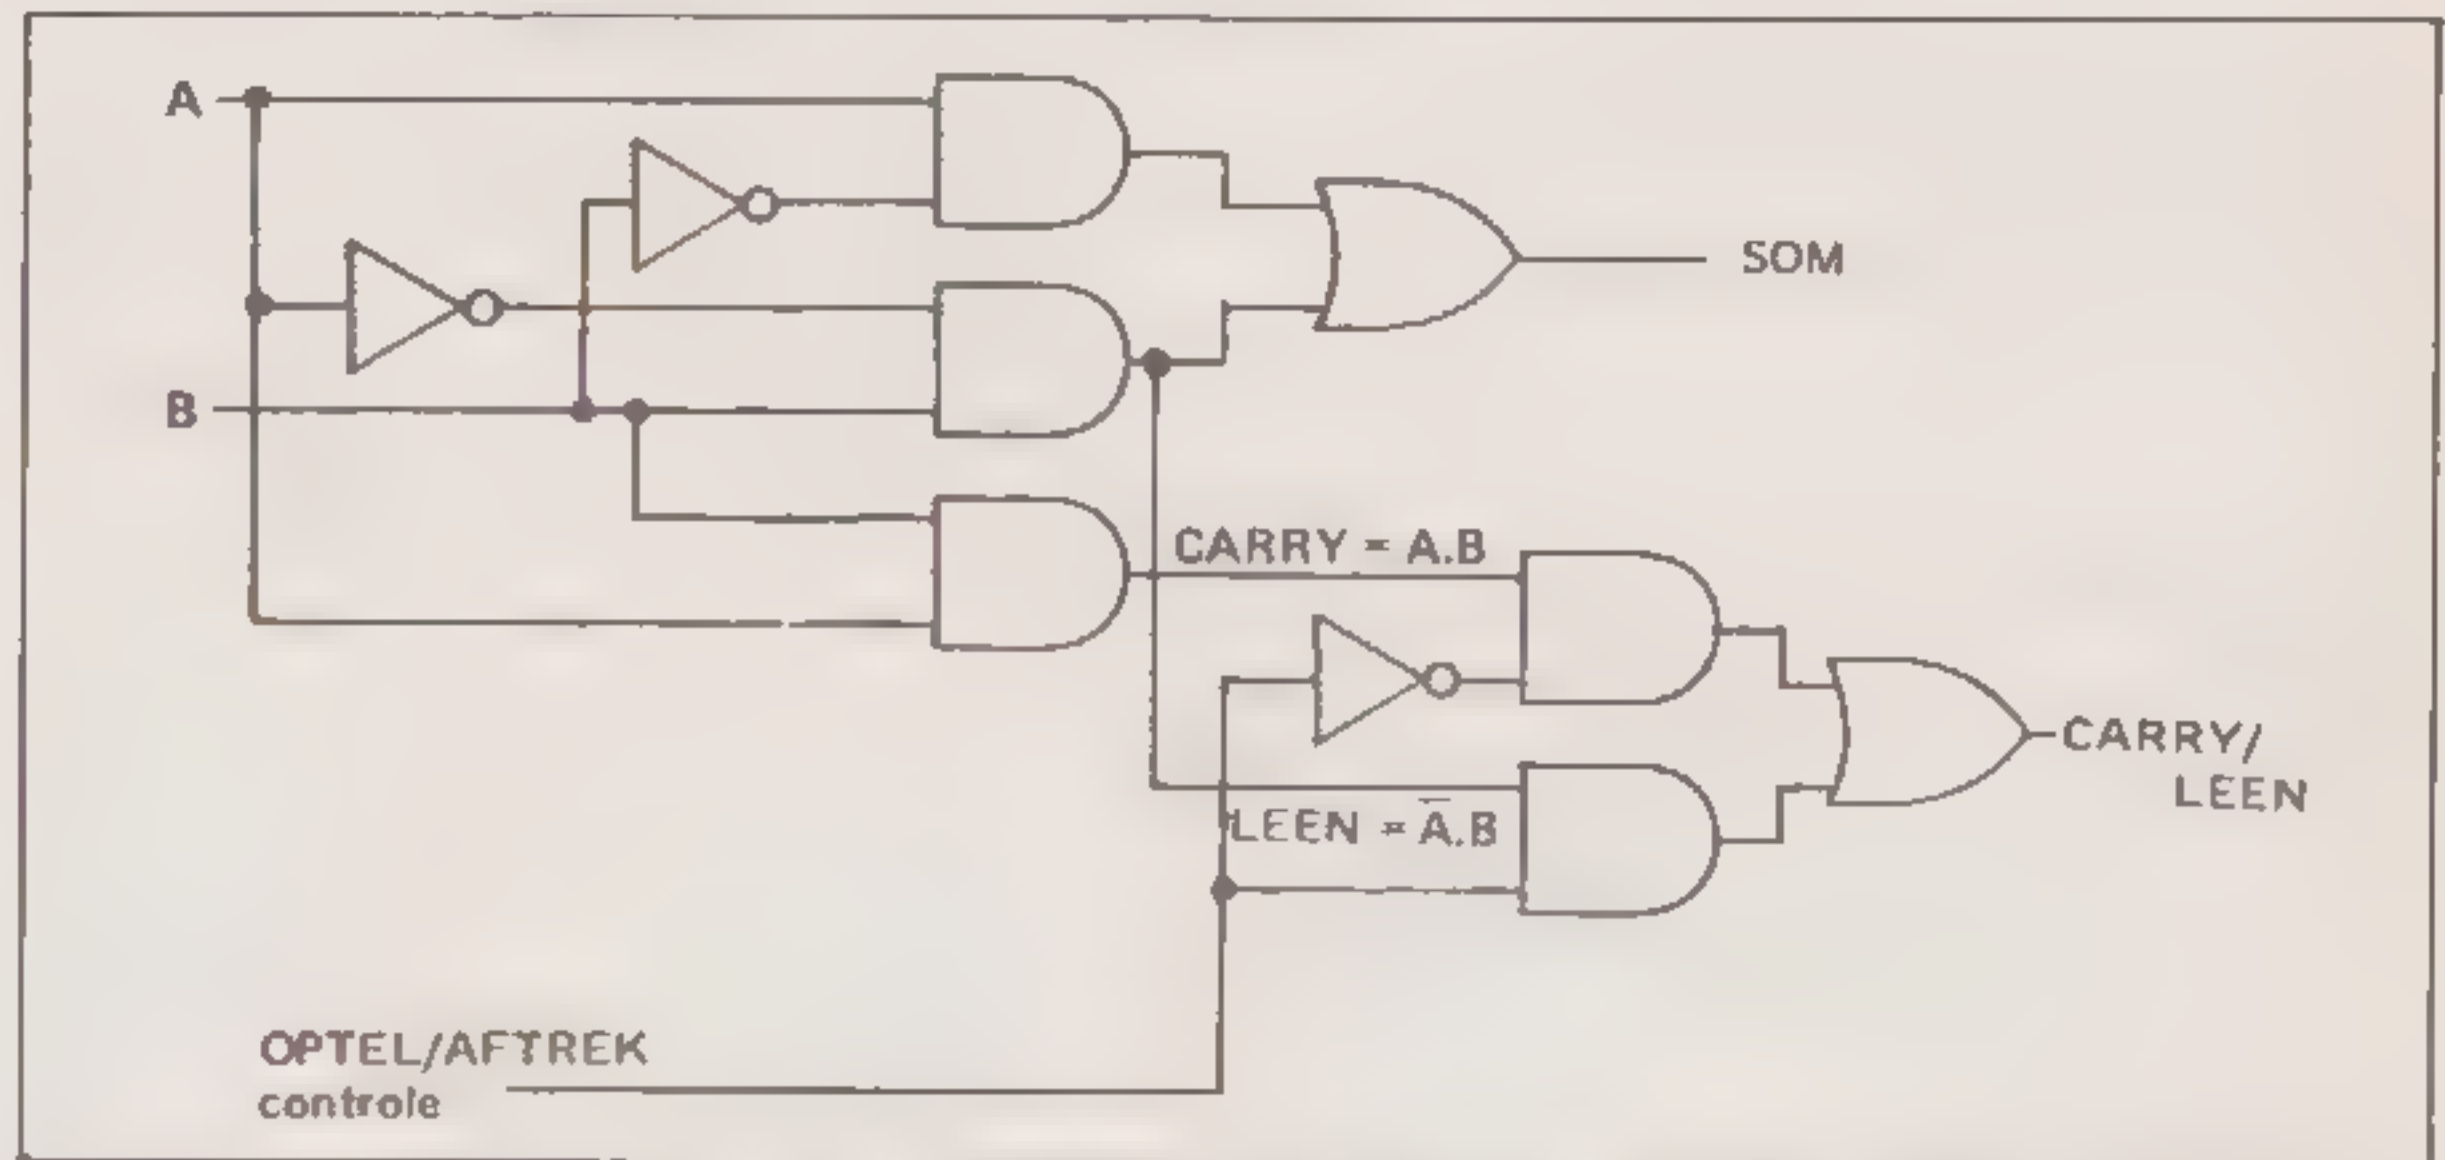 A
SOM
B
CARRY = A.B
CARRY/
LEEN
LEEN = A̅.B
OPTEL/AFTREK
controle